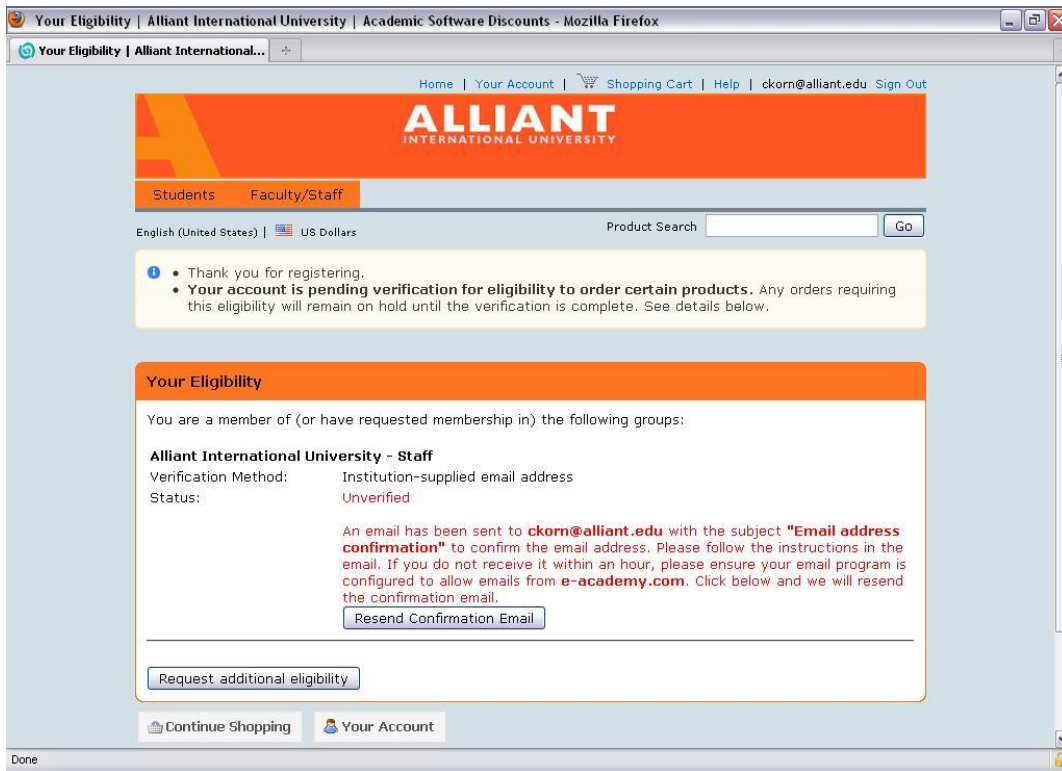 Your Eligibility | Alliant International University | Academic Software Discounts - Mozilla Firefox
Your Eligibility | Alliant International...
Home | Your Account | Shopping Cart | Help | ckorn@alliant.edu Sign Out
ALLIANT
INTERNATIONAL UNIVERSITY
Students Faculty/Staff
English (United States) | US Dollars Product Search Go
• Thank you for registering.
• Your account is pending verification for eligibility to order certain products. Any orders requiring
this eligibility will remain on hold until the verification is complete. See details below.
Your Eligibility
You are a member of (or have requested membership in) the following groups:
Alliant International University - Staff
Verification Method: Institution-supplied email address
Status: Unverified
An email has been sent to ckorn@alliant.edu with the subject "Email address
confirmation" to confirm the email address. Please follow the instructions in the
email. If you do not receive it within an hour, please ensure your email program is
configured to allow emails from e-academy.com. Click below and we will resend
the confirmation email.
Resend Confirmation Email
Request additional eligibility
Continue Shopping Your Account
Done